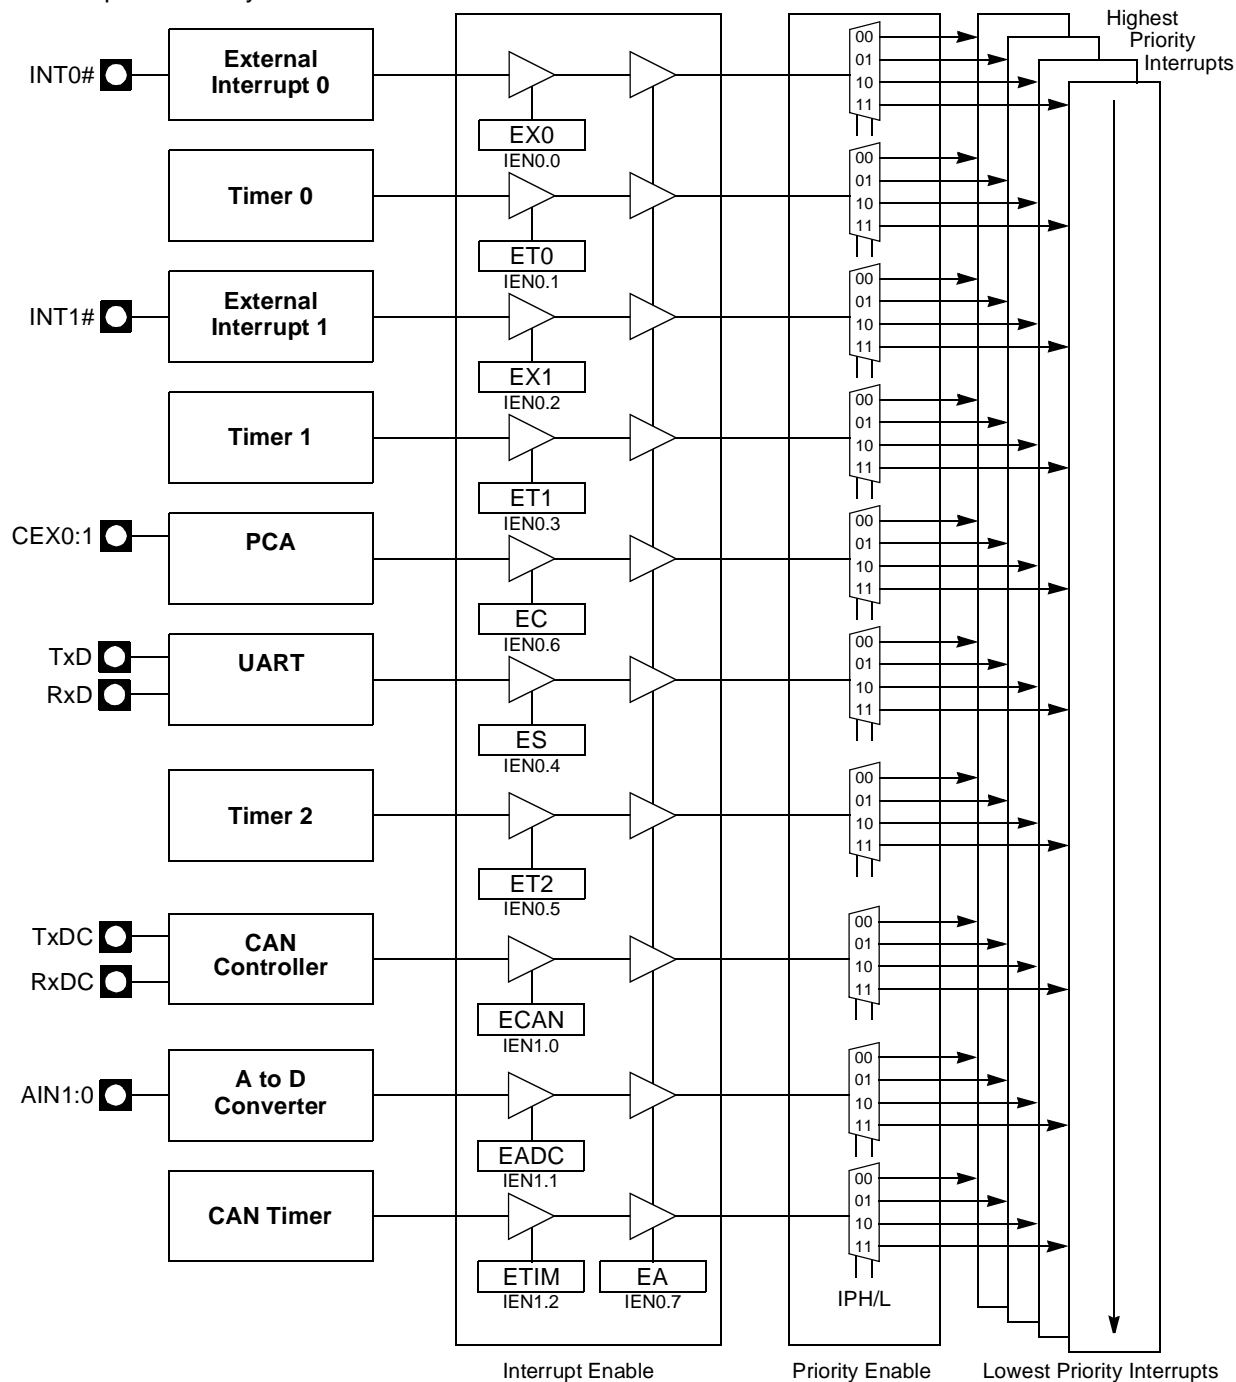 Highest
Priority
Interrupts
INT0#
External
Interrupt 0
EX0
IEN0.0
00
01
10
11
Timer 0
ET0
IEN0.1
00
01
10
11
INT1#
External
Interrupt 1
EX1
IEN0.2
00
01
10
11
Timer 1
ET1
IEN0.3
00
01
10
11
CEX0:1
PCA
EC
IEN0.6
00
01
10
11
TxD
RxD
UART
ES
IEN0.4
00
01
10
11
Timer 2
ET2
IEN0.5
00
01
10
11
TxDC
RxDC
CAN
Controller
ECAN
IEN1.0
00
01
10
11
AIN1:0
A to D
Converter
EADC
IEN1.1
00
01
10
11
CAN Timer
ETIM
IEN1.2
EA
IEN0.7
00
01
10
11
IPH/L
Interrupt Enable
Priority Enable
Lowest Priority Interrupts